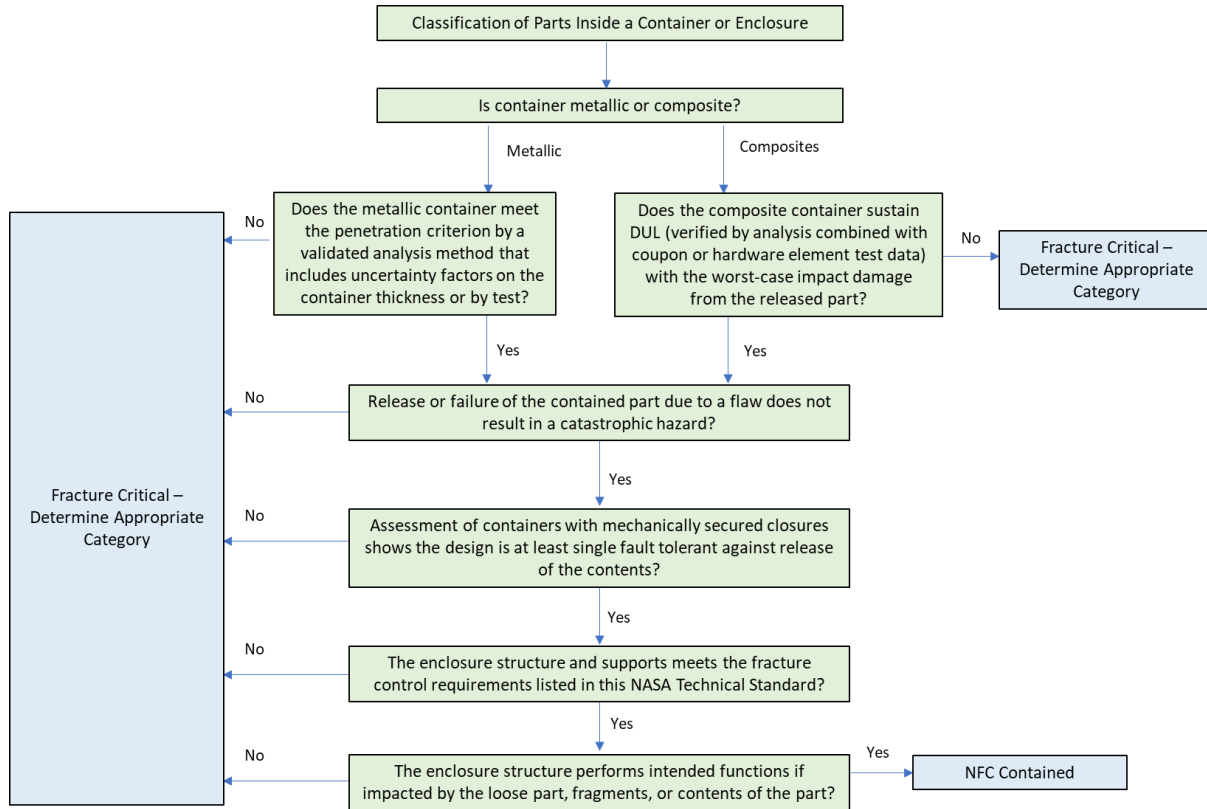 Classification of Parts Inside a Container or Enclosure
Is container metallic or composite?
Metallic
Composites
Does the metallic container meet
the penetration criterion by a
validated analysis method that
includes uncertainty factors on the
container thickness or by test?
No
Does the composite container sustain
DUL (verified by analysis combined with
coupon or hardware element test data)
with the worst-case impact damage
from the released part?
No
Fracture Critical –
Determine Appropriate
Category
Yes
Yes
Release or failure of the contained part due to a flaw does not
result in a catastrophic hazard?
No
Yes
Fracture Critical –
Determine Appropriate
Category
Assessment of containers with mechanically secured closures
shows the design is at least single fault tolerant against release
of the contents?
No
Yes
The enclosure structure and supports meets the fracture
control requirements listed in this NASA Technical Standard?
No
Yes
The enclosure structure performs intended functions if
impacted by the loose part, fragments, or contents of the part?
No
Yes
NFC Contained